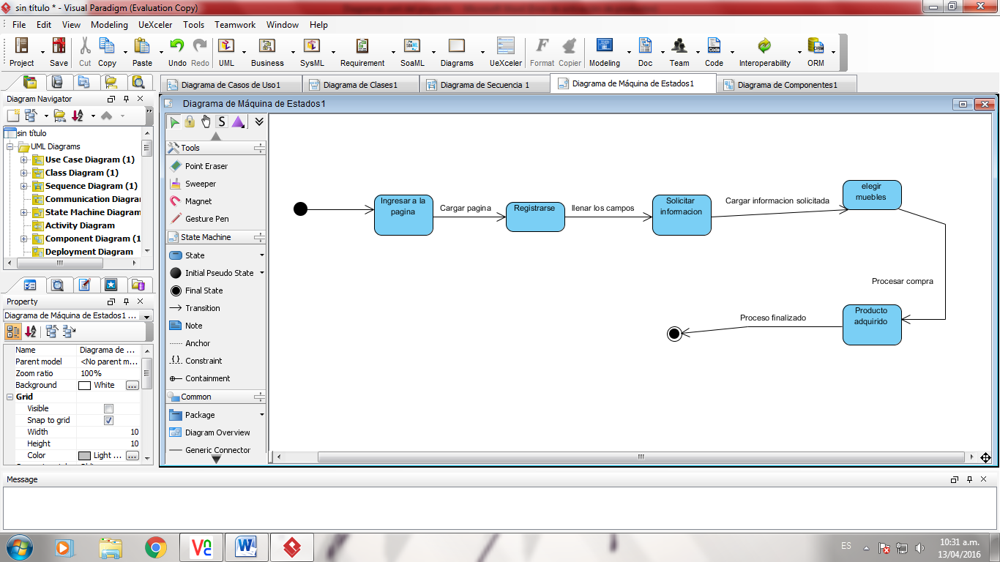 sin título * - Visual Paradigm (Evaluation Copy)
File Edit View Modeling UeXceler Tools Teamwork Window Help
Project Save Cut Copy Paste Undo Redo UML Business SysML Requirement SoaML Diagrams UeXceler Format Copier Modeling Doc Team Code Interoperability ORM
Diagrama de Casos de Uso1 Diagrama de Clases1 Diagrama de Secuencia 1 Diagrama de Máquina de Estados1 Diagrama de Componentes1
Diagram Navigator
sin título
UML Diagrams
Use Case Diagram (1)
Class Diagram (1)
Sequence Diagram (1)
Communication Diagra
State Machine Diagram
Activity Diagram
Component Diagram (1
Deployment Diagram
Property
Diagrama de Máquina de Estados1 ...
Name Diagrama de ...
Parent model <No parent m...
Zoom ratio 100%
Background White
Grid
Visible
Snap to grid
Width 10
Height 10
Color Light ...
Diagrama de Máquina de Estados1
S
Tools
Point Eraser
Sweeper
Magnet
Gesture Pen
State Machine
State
Initial Pseudo State
Final State
Transition
Note
Anchor
Constraint
Containment
Common
Package
Diagram Overview
Generic Connector
Ingresar a la
pagina
Cargar pagina
Registrarse
llenar los campos
Solicitar
informacion
Cargar informacion solicitada
elegir
muebles
Procesar compra
Producto
adquirido
Proceso finalizado
Message
ES
10:31 a.m.
13/04/2016